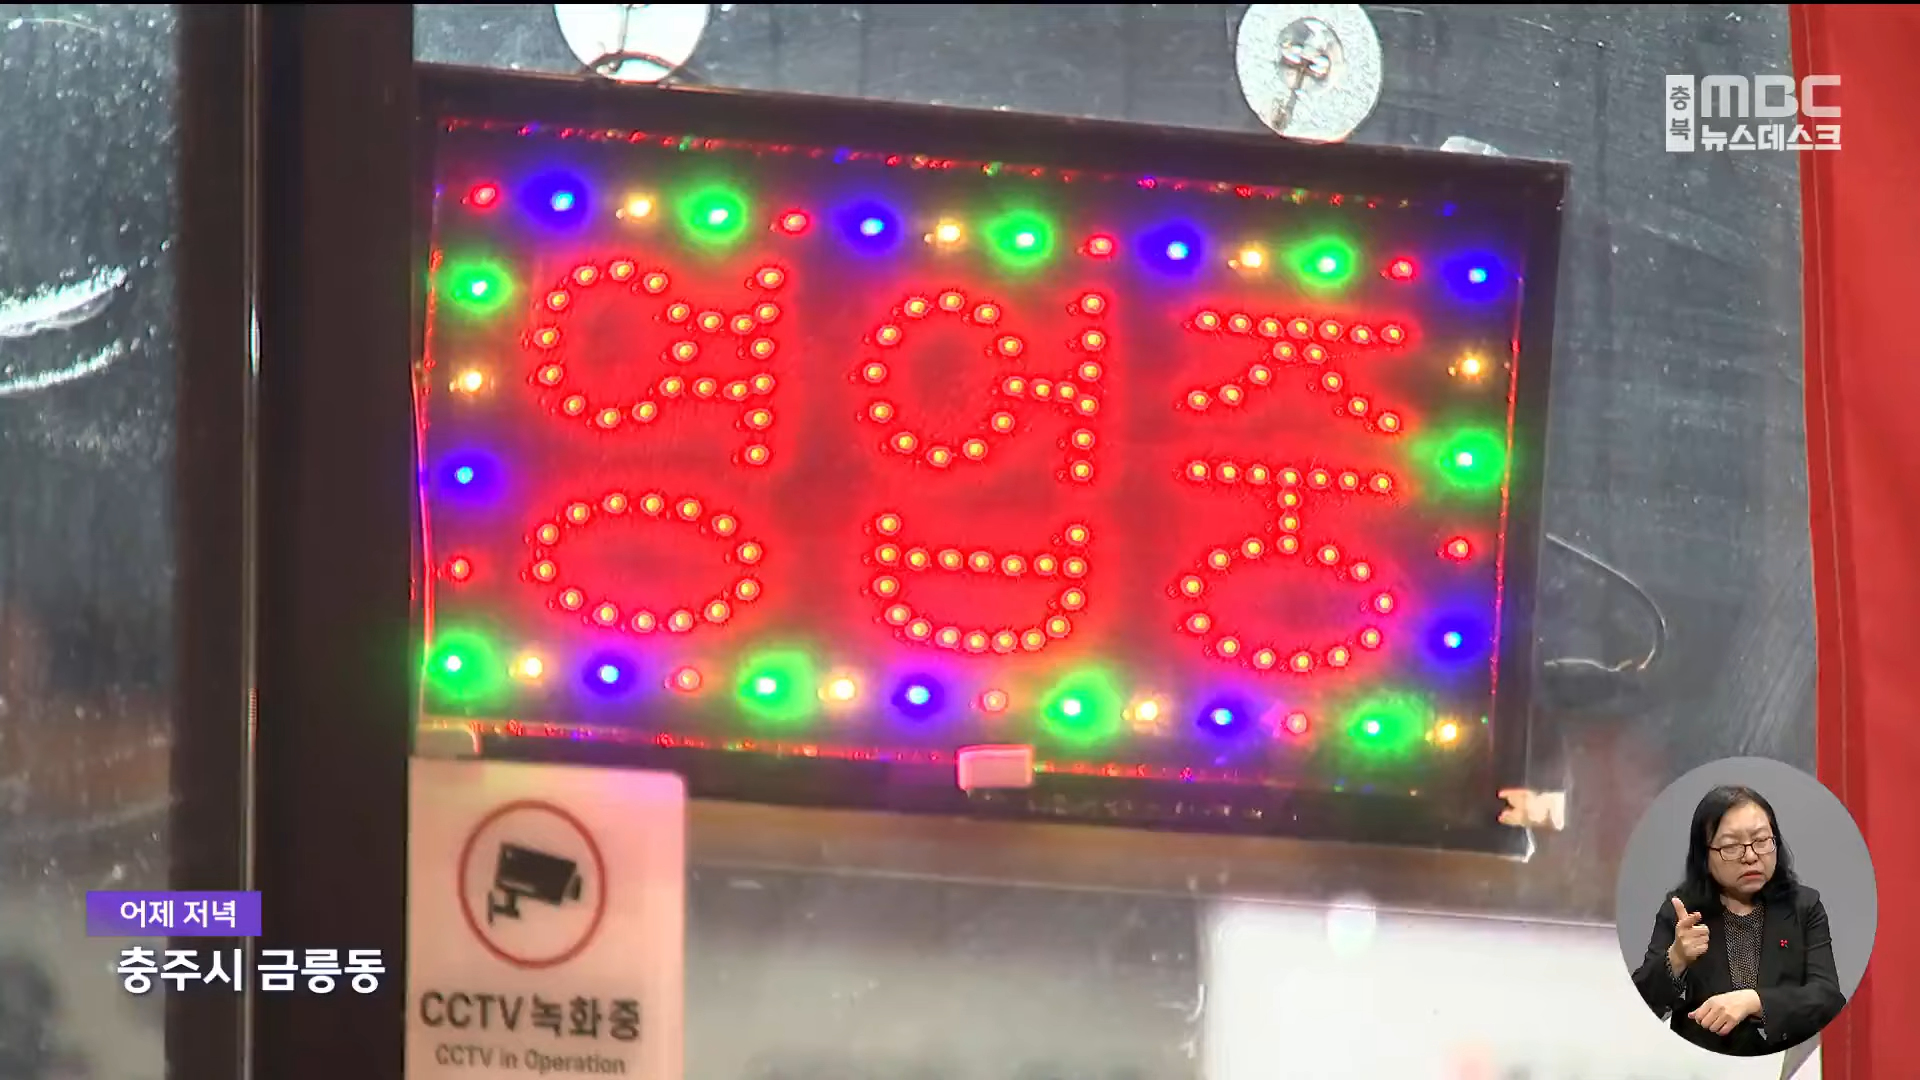 충북 MBC
뉴스데스크
영업중
어제 저녁
충주시 금릉동
CCTV 녹화중
CCTV in Operation